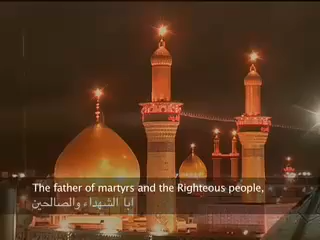 The father of martyrs and the Righteous people,
ابا الشهداء والصالحين